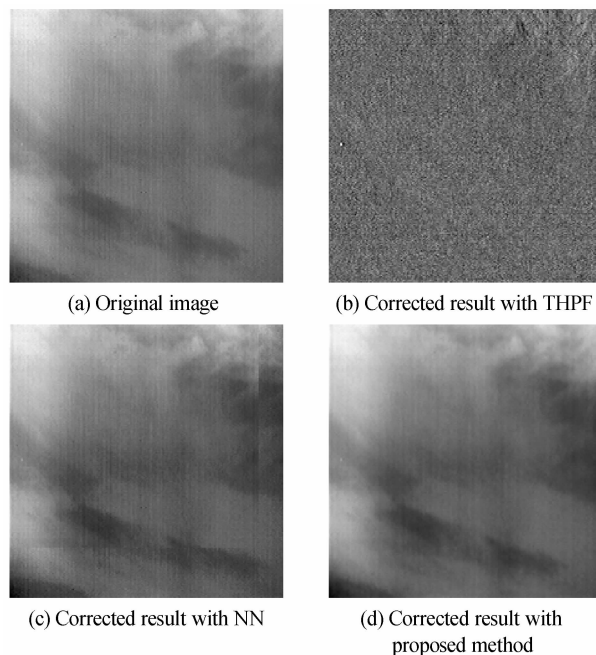 (a) Original image
(b) Corrected result with THPF
(c) Corrected result with NN
(d) Corrected result with
proposed method